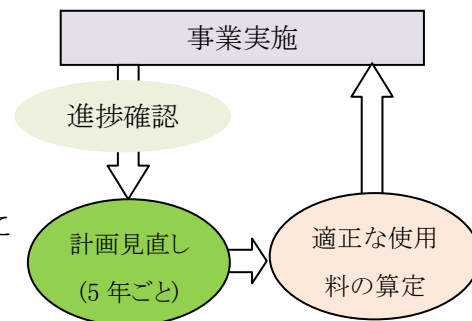 事業実施
進捗確認
て
計画見直し
(5 年ごと)
適正な使用
料の算定